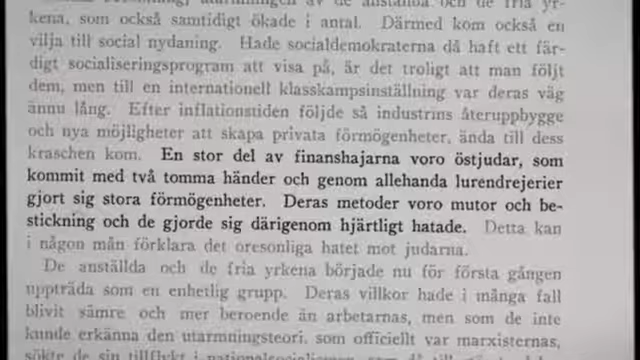 av de anställda och de fria yr-
kena, som också samtidigt ökade i antal. Därmed kom också en
vilja till social nydaning. Hade socialdemokraterna då haft ett fär-
digt socialiseringsprogram att visa på, är det troligt att man följt
dem, men till en internationell klasskampsinställning var deras väg
ännu lång. Efter inflationstiden följde så industrins återuppbygge
och nya möjligheter att skapa privata förmögenheter, ända till dess
kraschen kom. En stor del av finanshajarna voro östjudar, som
kommit med två tomma händer och genom allehanda lurendrejerier
gjort sig stora förmögenheter. Deras metoder voro mutor och be-
stickning och de gjorde sig därigenom hjärtligt hatade. Detta kan
i någon mån förklara det oresonliga hatet mot judarna.
De anställda och de fria yrkena började nu för första gången
uppträda som en enhetlig grupp. Deras villkor hade i många fall
blivit sämre och mer beroende än arbetarnas, men som de inte
kunde erkänna den utarmningsteori, som officiellt var marxisternas,
sökte de sin tillflykt i nationalsocialismen